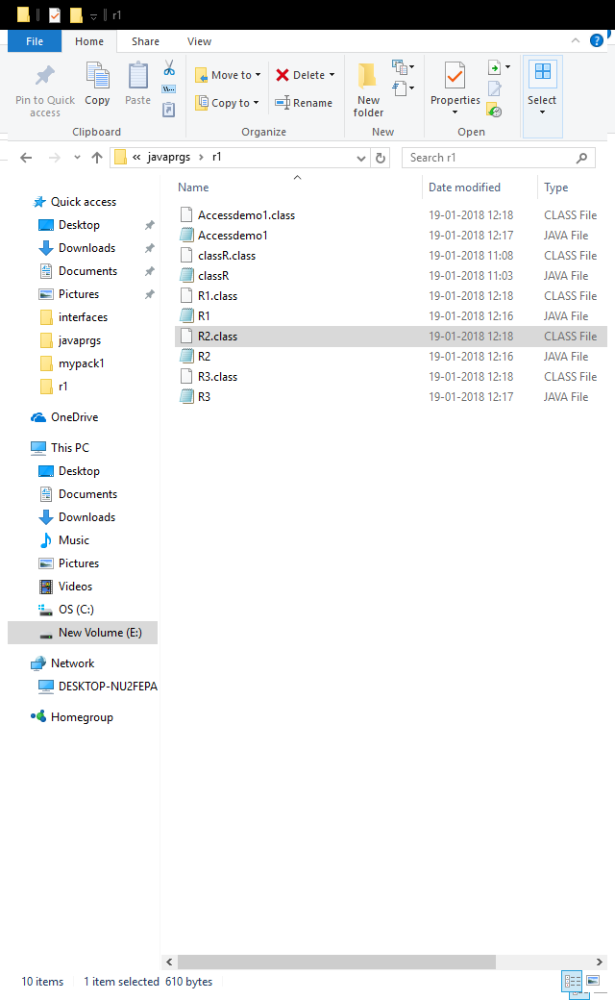 r1
File Home Share View
Pin to Quick access
Copy
Paste
Move to
Copy to
Delete
Rename
New folder
Properties
Select
Clipboard Organize New Open
« javaprgs > r1
Search r1
Name Date modified Type
Quick access
Desktop
Downloads
Documents
Pictures
interfaces
javaprgs
mypack1
r1
OneDrive
This PC
Desktop
Documents
Downloads
Music
Pictures
Videos
OS (C:)
New Volume (E:)
Network
DESKTOP-NU2FEPA
Homegroup
Accessdemo1.class 19-01-2018 12:18 CLASS File
Accessdemo1 19-01-2018 12:17 JAVA File
classR.class 19-01-2018 11:08 CLASS File
classR 19-01-2018 11:03 JAVA File
R1.class 19-01-2018 12:18 CLASS File
R1 19-01-2018 12:16 JAVA File
R2.class 19-01-2018 12:18 CLASS File
R2 19-01-2018 12:16 JAVA File
R3.class 19-01-2018 12:18 CLASS File
R3 19-01-2018 12:17 JAVA File
10 items 1 item selected 610 bytes